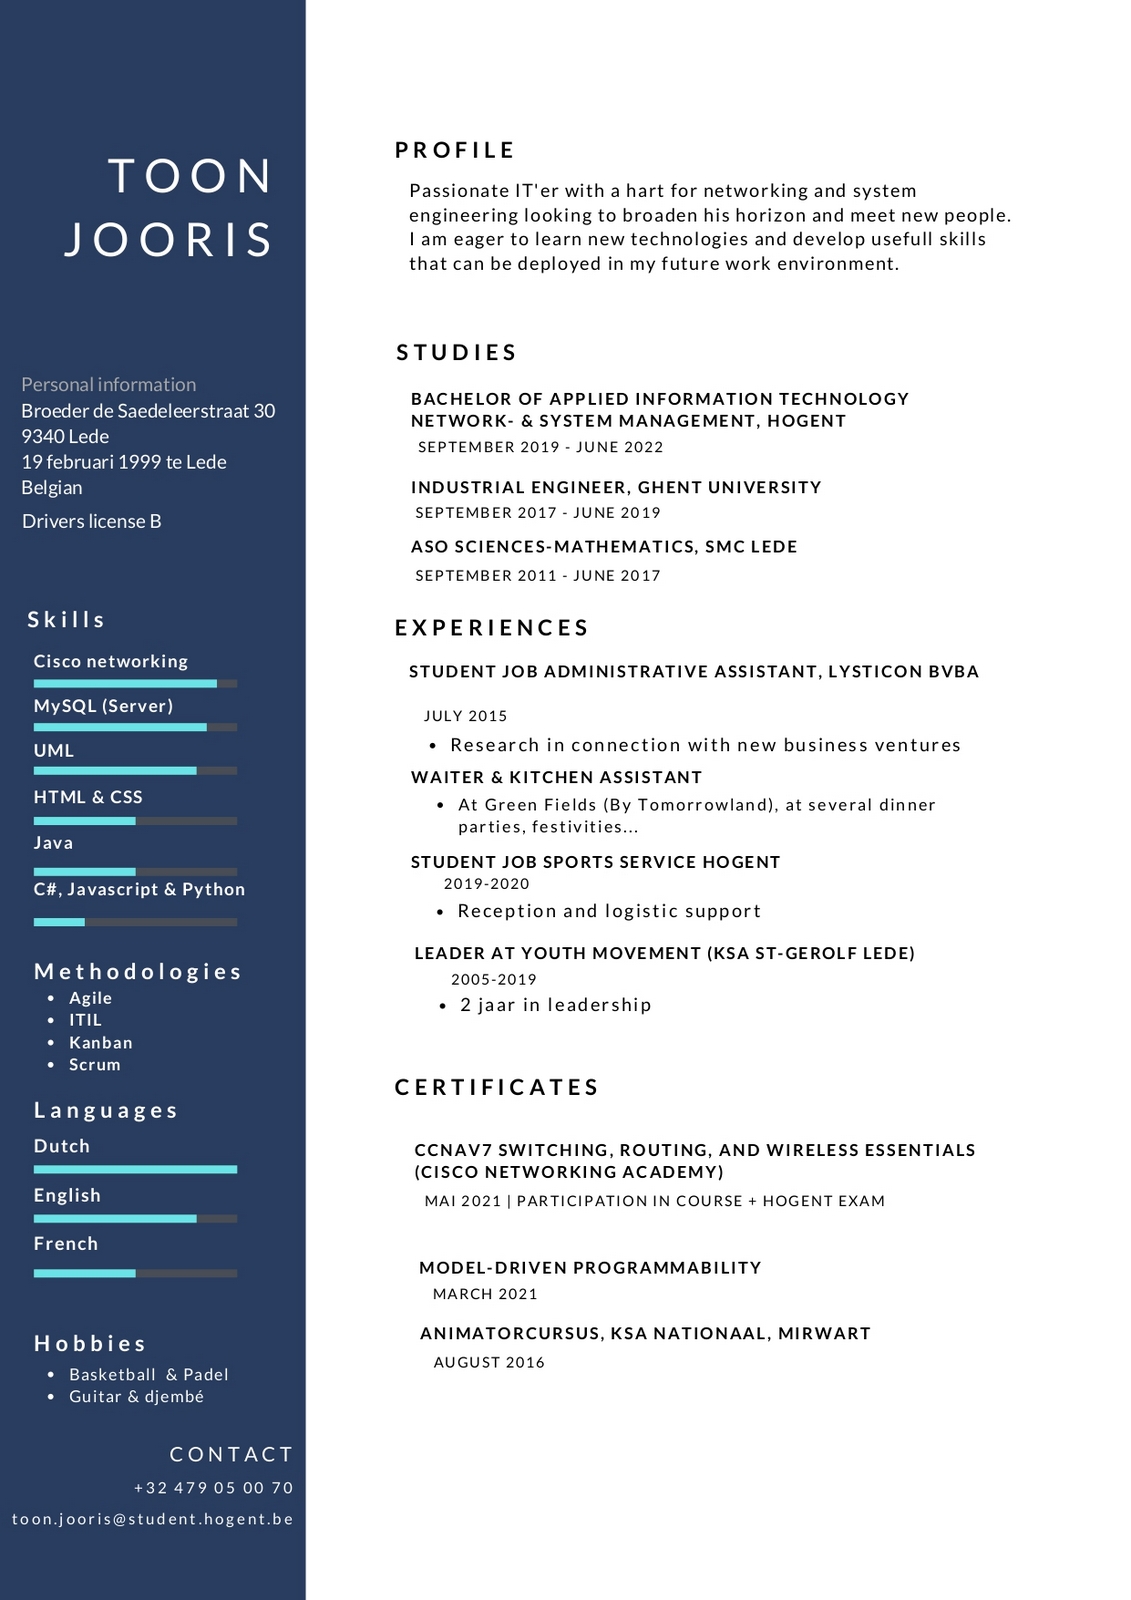 TOON
JOORIS
Personal information
Broeder de Saedeleerstraat 30
9340 Lede
19 februari 1999 te Lede
Belgian
Drivers license B
Skills
Cisco networking
MySQL (Server)
UML
HTML & CSS
Java
C#, Javascript & Python
Methodologies
• Agile
• ITIL
• Kanban
• Scrum
Languages
Dutch
English
French
Hobbies
• Basketball & Padel
• Guitar & djembé
CONTACT
+32 479 05 00 70
toon.jooris@student.hogent.be
PROFILE
Passionate IT'er with a hart for networking and system
engineering looking to broaden his horizon and meet new people.
I am eager to learn new technologies and develop usefull skills
that can be deployed in my future work environment.
STUDIES
BACHELOR OF APPLIED INFORMATION TECHNOLOGY
NETWORK- & SYSTEM MANAGEMENT, HOGENT
SEPTEMBER 2019 - JUNE 2022
INDUSTRIAL ENGINEER, GHENT UNIVERSITY
SEPTEMBER 2017 - JUNE 2019
ASO SCIENCES-MATHEMATICS, SMC LEDE
SEPTEMBER 2011 - JUNE 2017
EXPERIENCES
STUDENT JOB ADMINISTRATIVE ASSISTANT, LYSTICON BVBA
JULY 2015
• Research in connection with new business ventures
WAITER & KITCHEN ASSISTANT
• At Green Fields (By Tomorrowland), at several dinner
parties, festivities...
STUDENT JOB SPORTS SERVICE HOGENT
2019-2020
• Reception and logistic support
LEADER AT YOUTH MOVEMENT (KSA ST-GEROLF LEDE)
2005-2019
• 2 jaar in leadership
CERTIFICATES
CCNAV7 SWITCHING, ROUTING, AND WIRELESS ESSENTIALS
(CISCO NETWORKING ACADEMY)
MAI 2021 | PARTICIPATION IN COURSE + HOGENT EXAM
MODEL-DRIVEN PROGRAMMABILITY
MARCH 2021
ANIMATORCURSUS, KSA NATIONAAL, MIRWART
AUGUST 2016